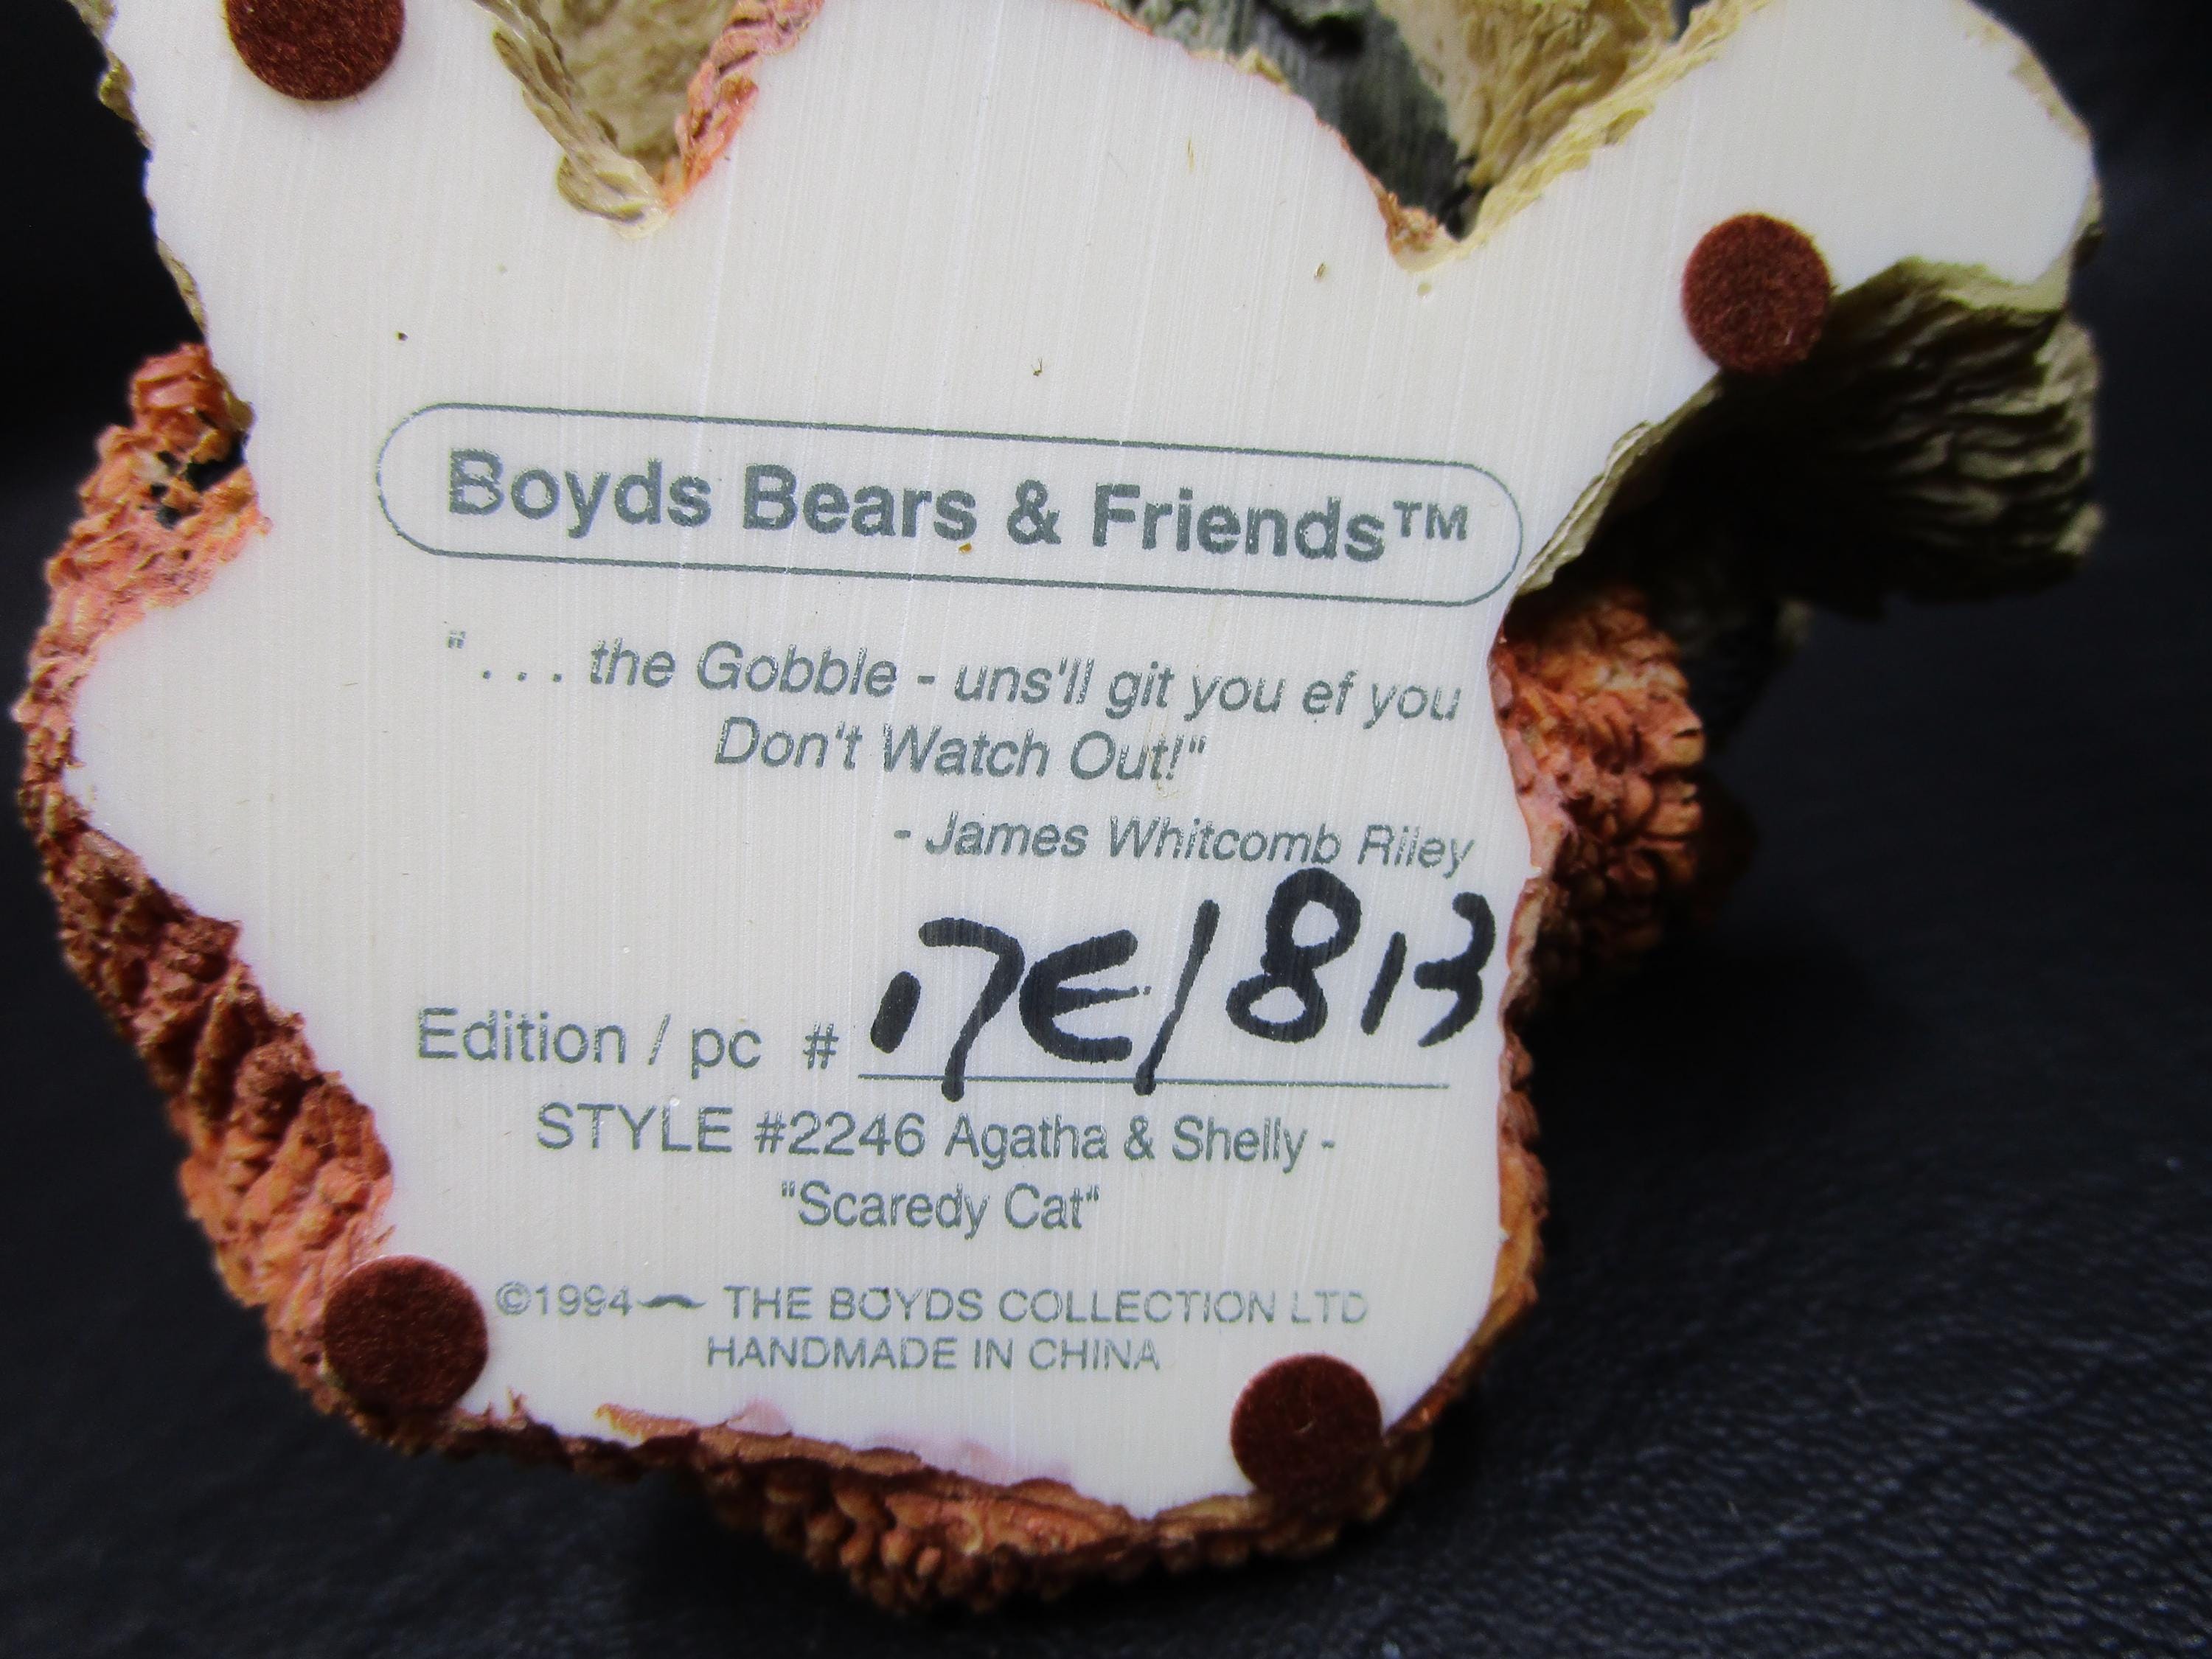 Boyds Bears & Friends™
" . . . the Gobble - uns'll git you ef you
Don't Watch Out!"
- James Whitcomb Riley
Edition / pc # 17E/813
STYLE #2246 Agatha & Shelly -
"Scaredy Cat"
©1994 THE BOYDS COLLECTION LTD
HANDMADE IN CHINA